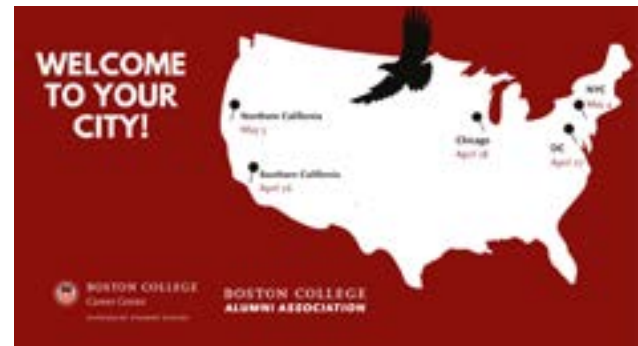 WELCOME
TO YOUR
CITY!
NYC
May 4
Northern California
May 3
Chicago
April 28
DC
April 27
Southern California
April 26
BOSTON COLLEGE
Career Center
BOSTON COLLEGE
ALUMNI ASSOCIATION